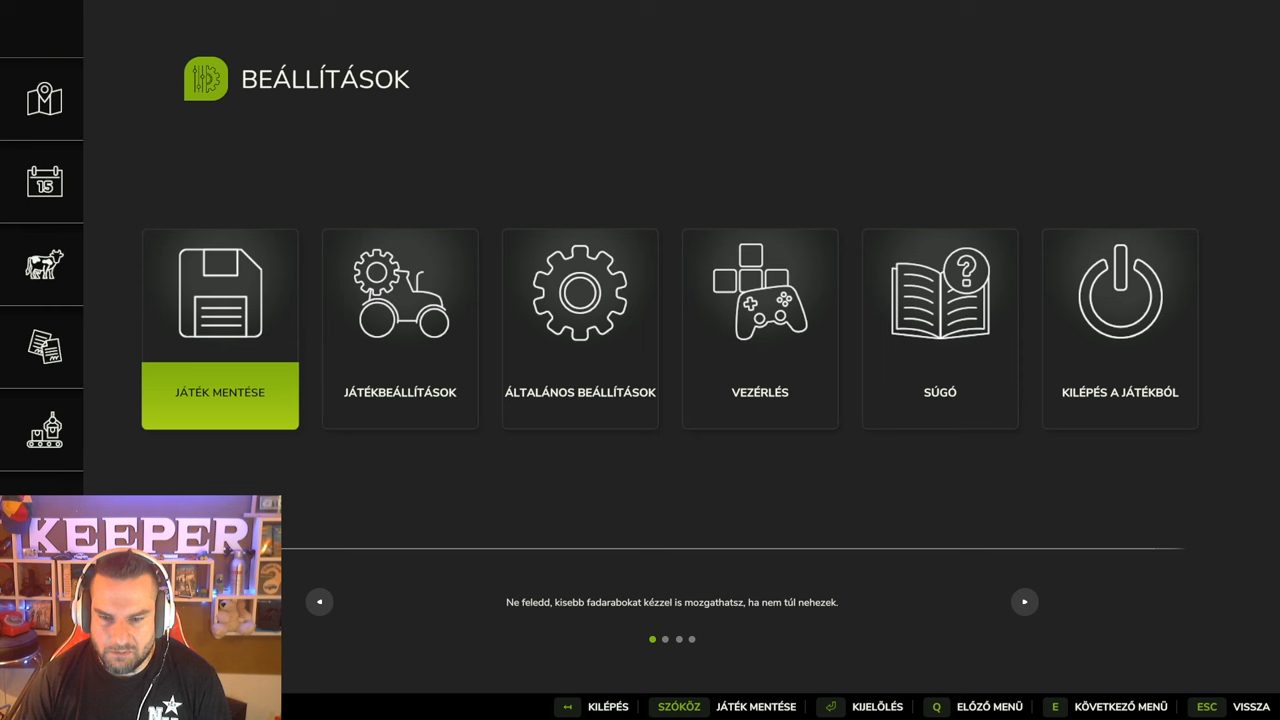 BEÁLLÍTÁSOK
15
JÁTÉK MENTÉSE
JÁTÉKBEÁLLÍTÁSOK
ÁLTALÁNOS BEÁLLÍTÁSOK
VEZÉRLÉS
SÚGÓ
KILÉPÉS A JÁTÉKBÓL
KEEPER
Ne feledd, kisebb fadarabokat kézzel is mozgathatsz, ha nem túl nehezek.
KILÉPÉS
SZÓKÖZ JÁTÉK MENTÉSE
KIJELÖLÉS
Q ELŐZŐ MENÜ
E KÖVETKEZŐ MENÜ
ESC VISSZA